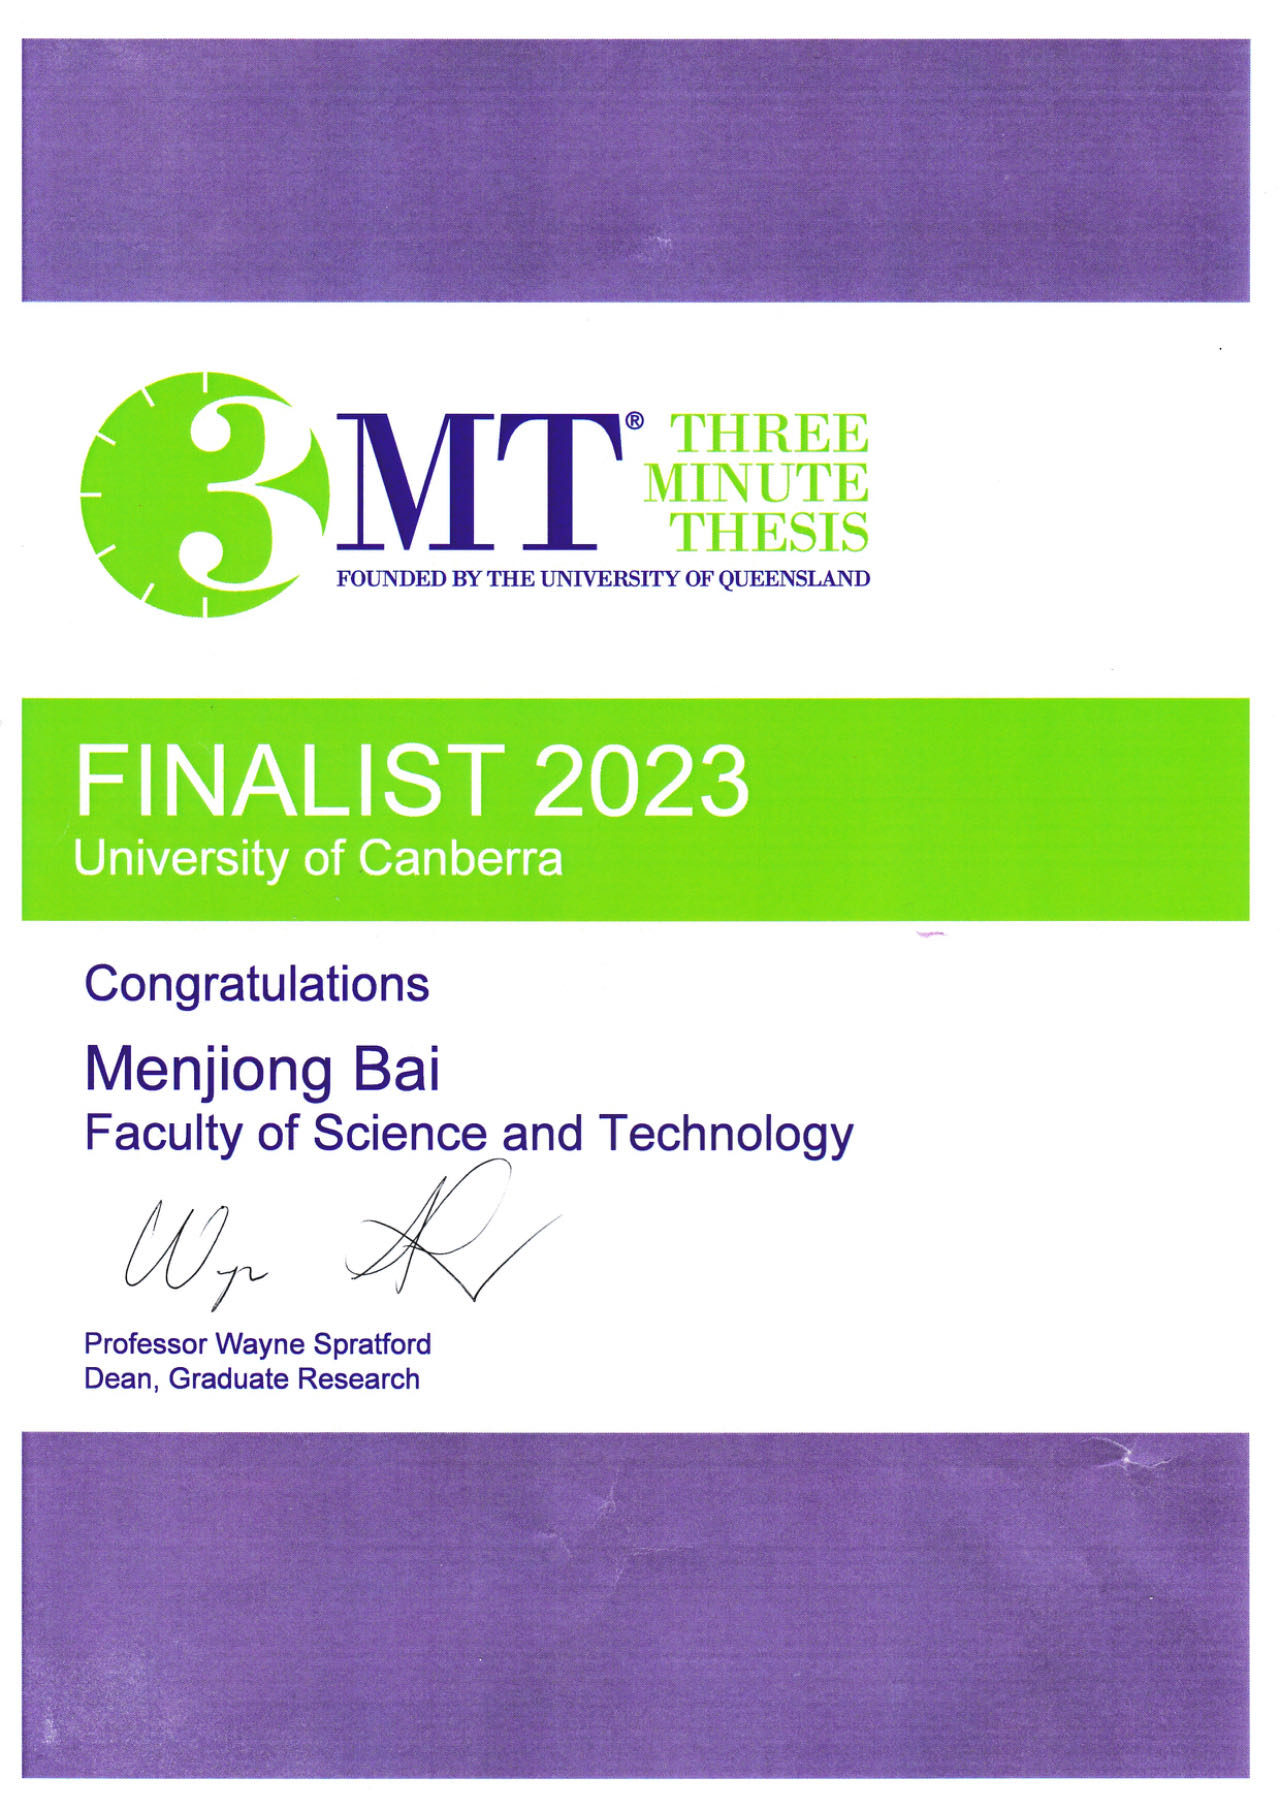 3MT® THREE
MINUTE
THESIS
FOUNDED BY THE UNIVERSITY OF QUEENSLAND
FINALIST 2023
University of Canberra
Congratulations
Menjiong Bai
Faculty of Science and Technology
Professor Wayne Spratford
Dean, Graduate Research